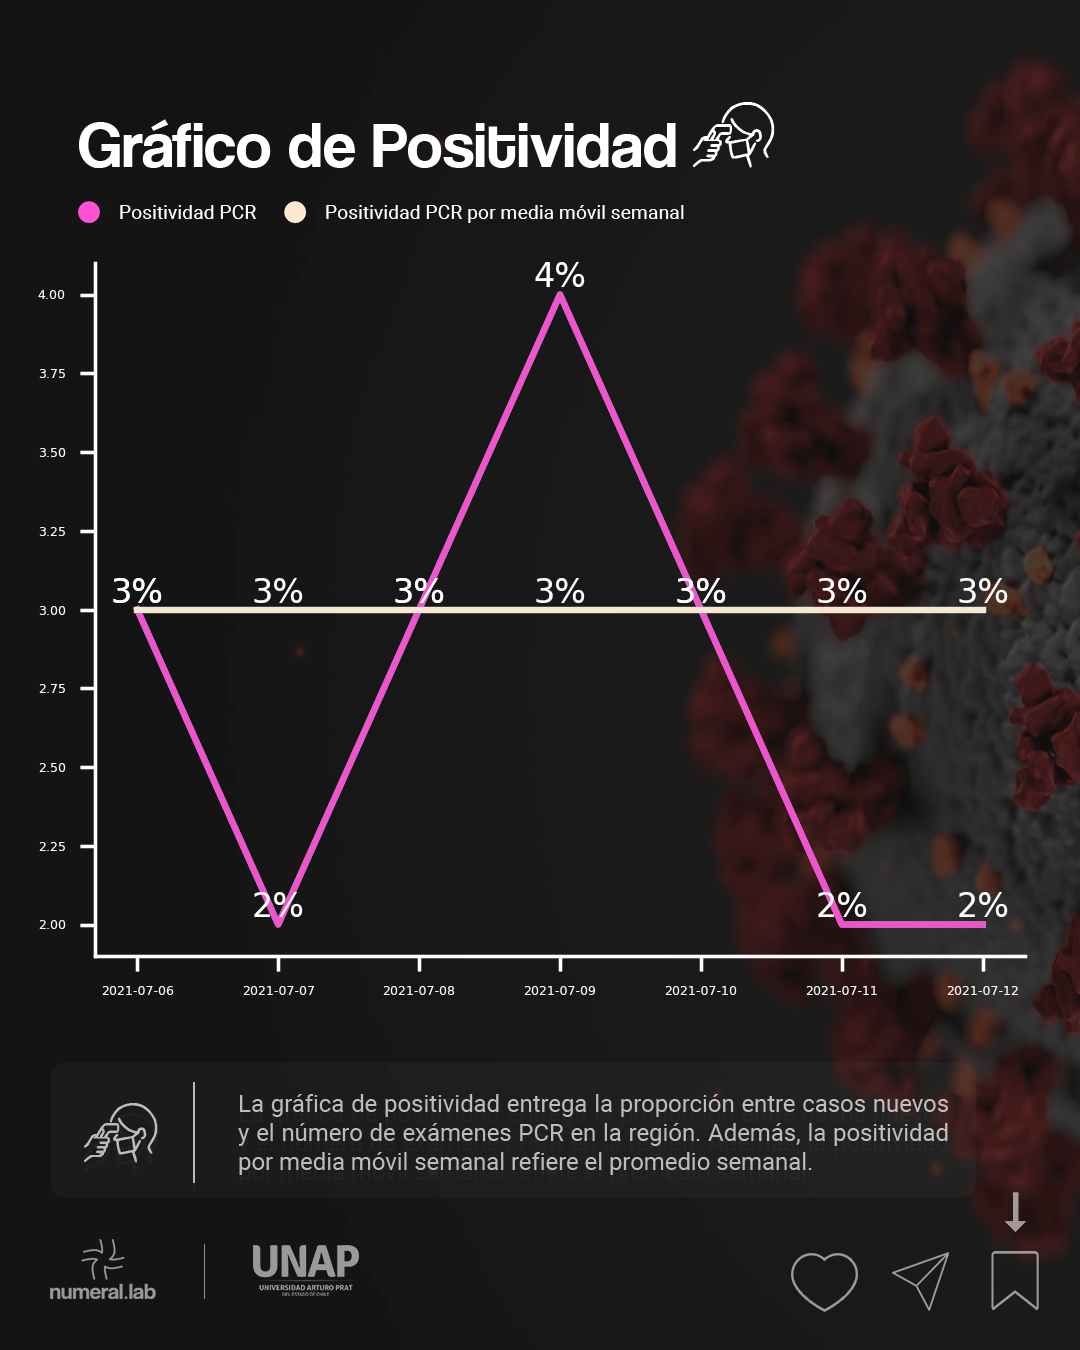 Gráfico de Positividad
Positividad PCR
Positividad PCR por media móvil semanal
4.00
3.75
3.50
3.25
3.00
2.75
2.50
2.25
2.00
4%
3% 3% 3% 3% 3% 3% 3%
2% 2% 2%
2021-07-06 2021-07-07 2021-07-08 2021-07-09 2021-07-10 2021-07-11 2021-07-12
La gráfica de positividad entrega la proporción entre casos nuevos
y el número de exámenes PCR en la región. Además, la positividad
por media móvil semanal refiere el promedio semanal.
numeral.lab
UNAP
UNIVERSIDAD ARTURO PRAT
DEL ESTADO DE CHILE